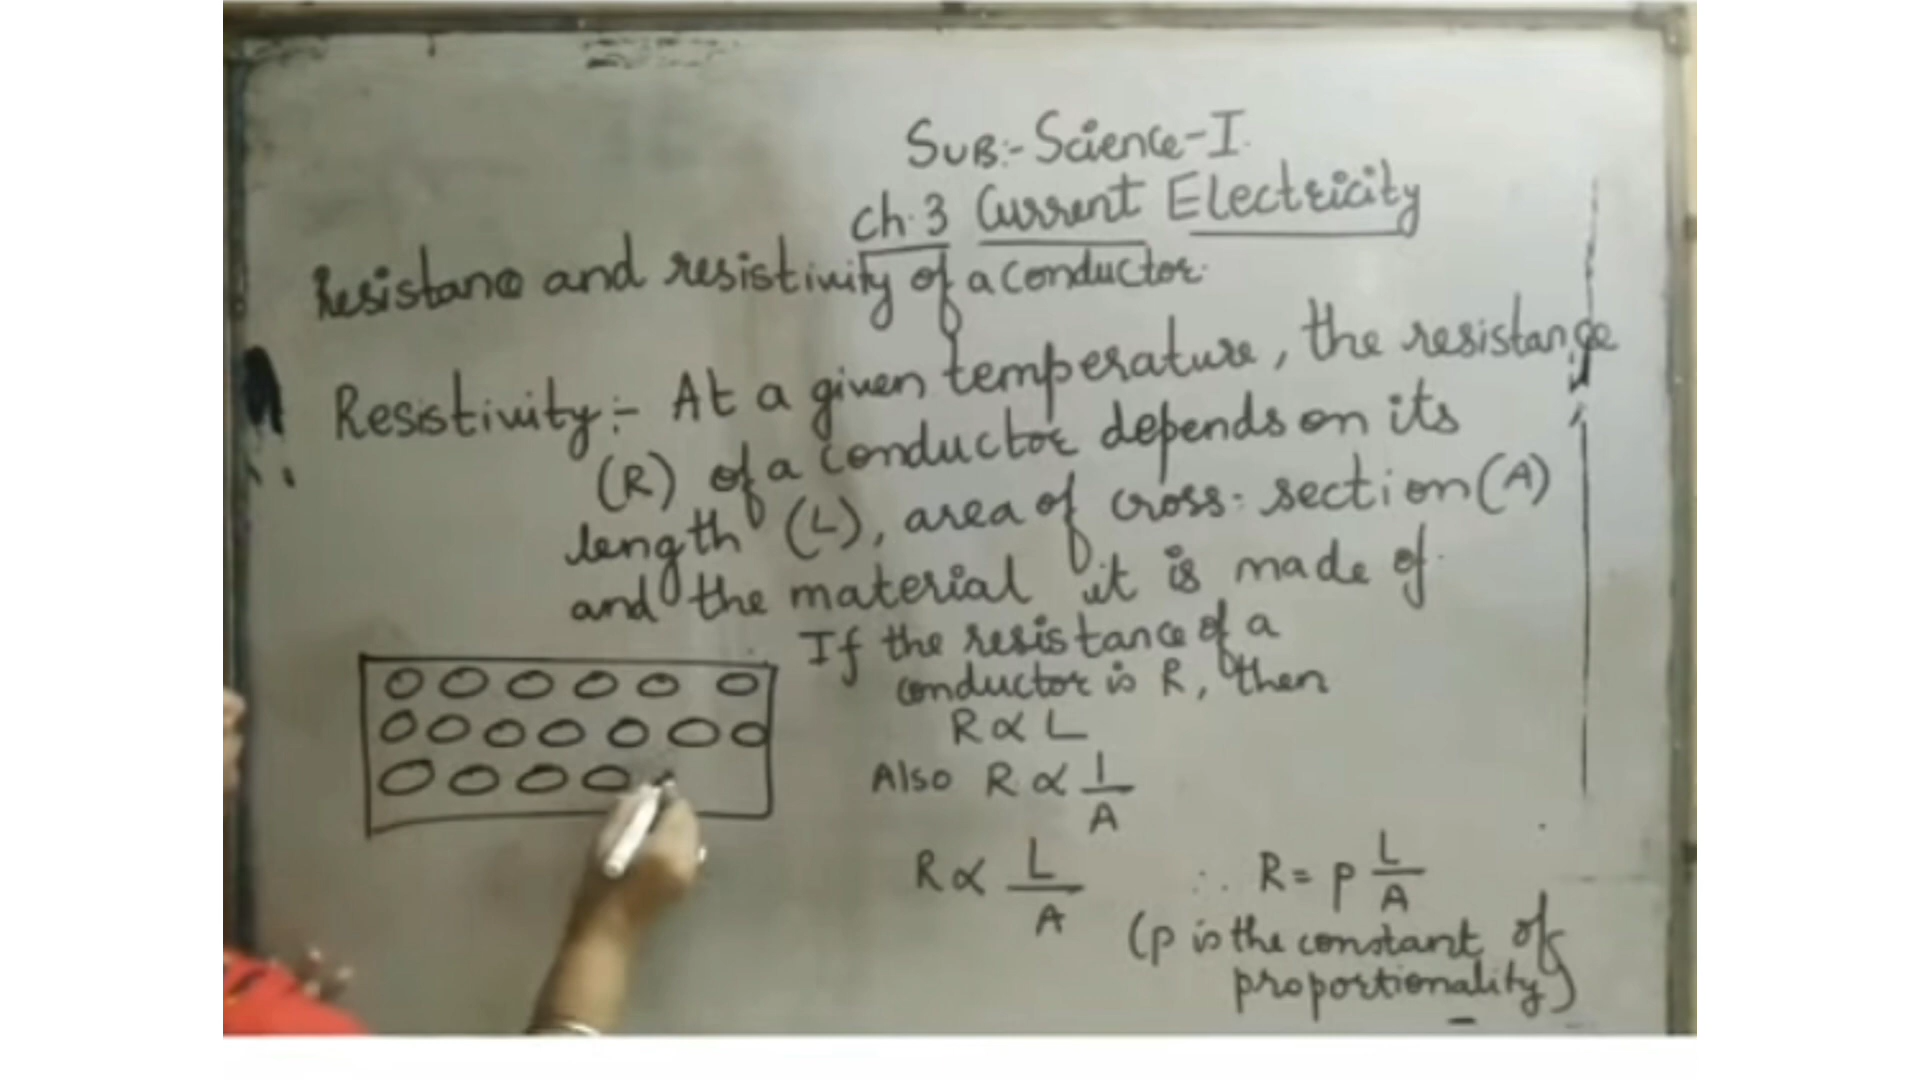 SUB:- Science-I.
Ch.3 Current Electricity
Resistance and resistivity of a conductor.
Resistivity:- At a given temperature, the resistance
(R) of a conductor depends on its
length (L), area of cross-section (A)
and the material it is made of.
If the resistance of a
conductor is R, then
R ∝ L
Also R ∝ 1/A
R ∝ L/A ∴ R = p L/A
(p is the constant of
proportionality)